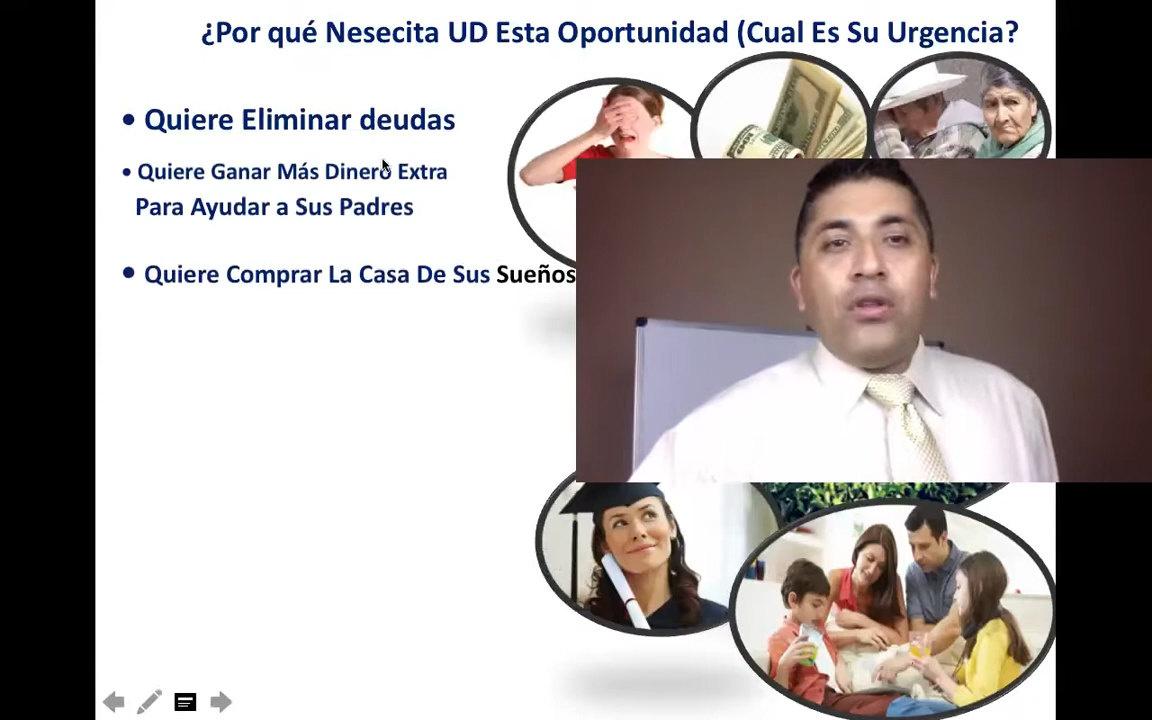 ¿Por qué Nesecita UD Esta Oportunidad (Cual Es Su Urgencia?
• Quiere Eliminar deudas
• Quiere Ganar Más Dinero Extra
Para Ayudar a Sus Padres
• Quiere Comprar La Casa De Sus Sueños